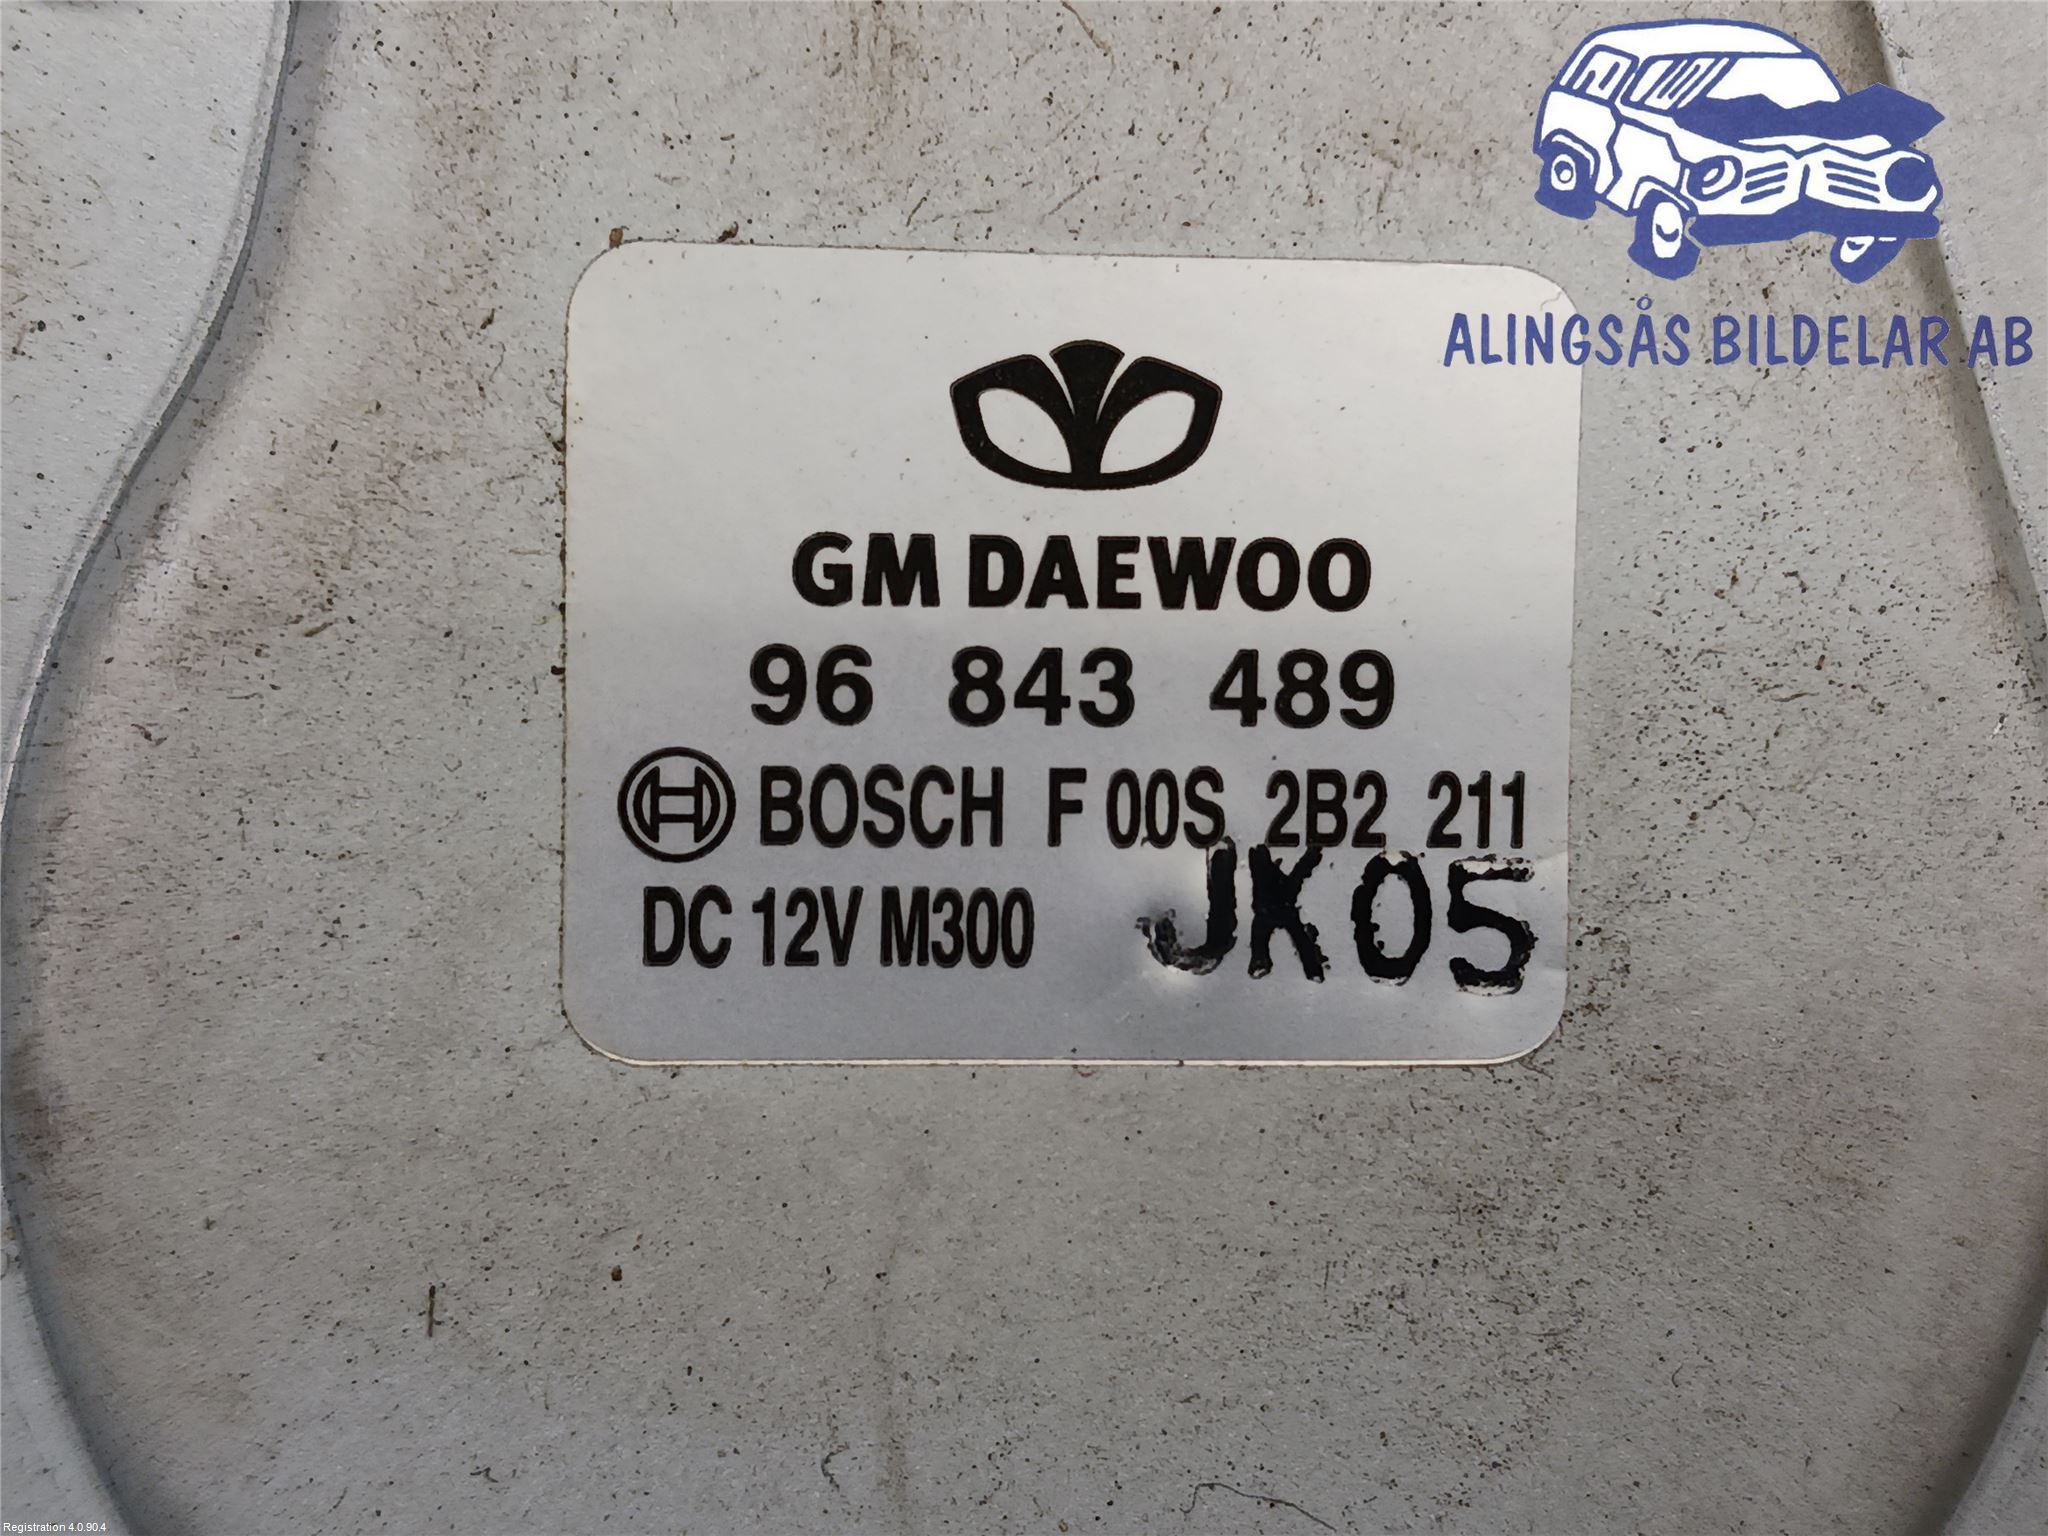 ALINGSÅS BILDELAR AB
GM DAEWOO
96 843 489
BOSCH F 00S 2B2 211
DC 12V M300 JK05
Registration 4.0.90.4